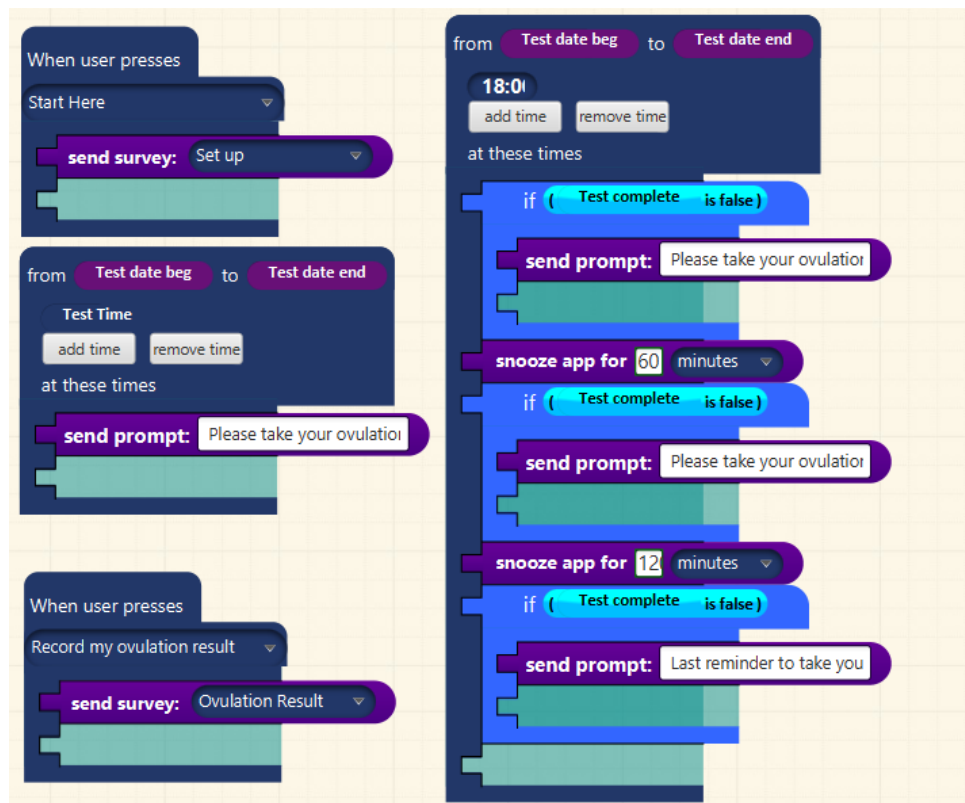 When user presses
Start Here
send survey: Set up
from Test date beg to Test date end
Test Time
add time remove time
at these times
send prompt: Please take your
When user presses
Record my ovulation result
send survey: Ovulation Result
from Test date beg to Test date end
add time remove time
at these times
if ( Test complete is false )
send prompt: Please take your
snooze app for 60 minutes
if ( Test complete is false )
send prompt: Please take your
snooze app for minutes
if ( Test complete is false )
send prompt: Last reminder to take